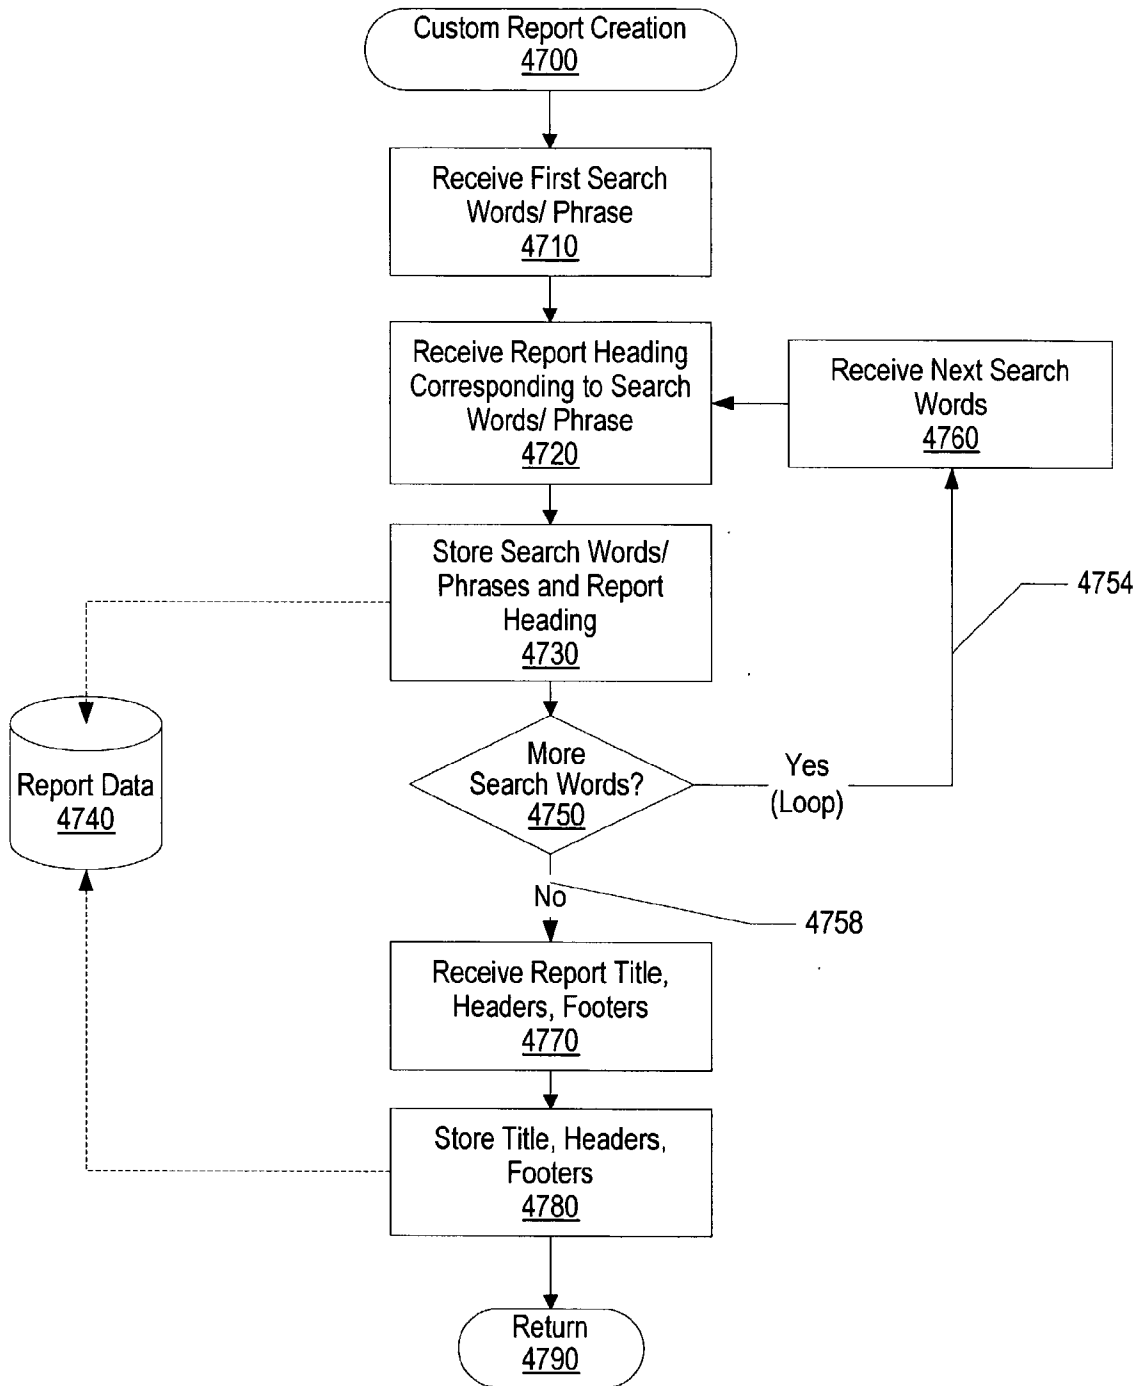 Custom Report Creation
4700
Receive First Search
Words/ Phrase
4710
Receive Report Heading
Corresponding to Search
Words/ Phrase
4720
Receive Next Search
Words
4760
Store Search Words/
Phrases and Report
Heading
4730
4754
Report Data
4740
More
Search Words?
4750
Yes
(Loop)
No
4758
Receive Report Title,
Headers, Footers
4770
Store Title, Headers,
Footers
4780
Return
4790